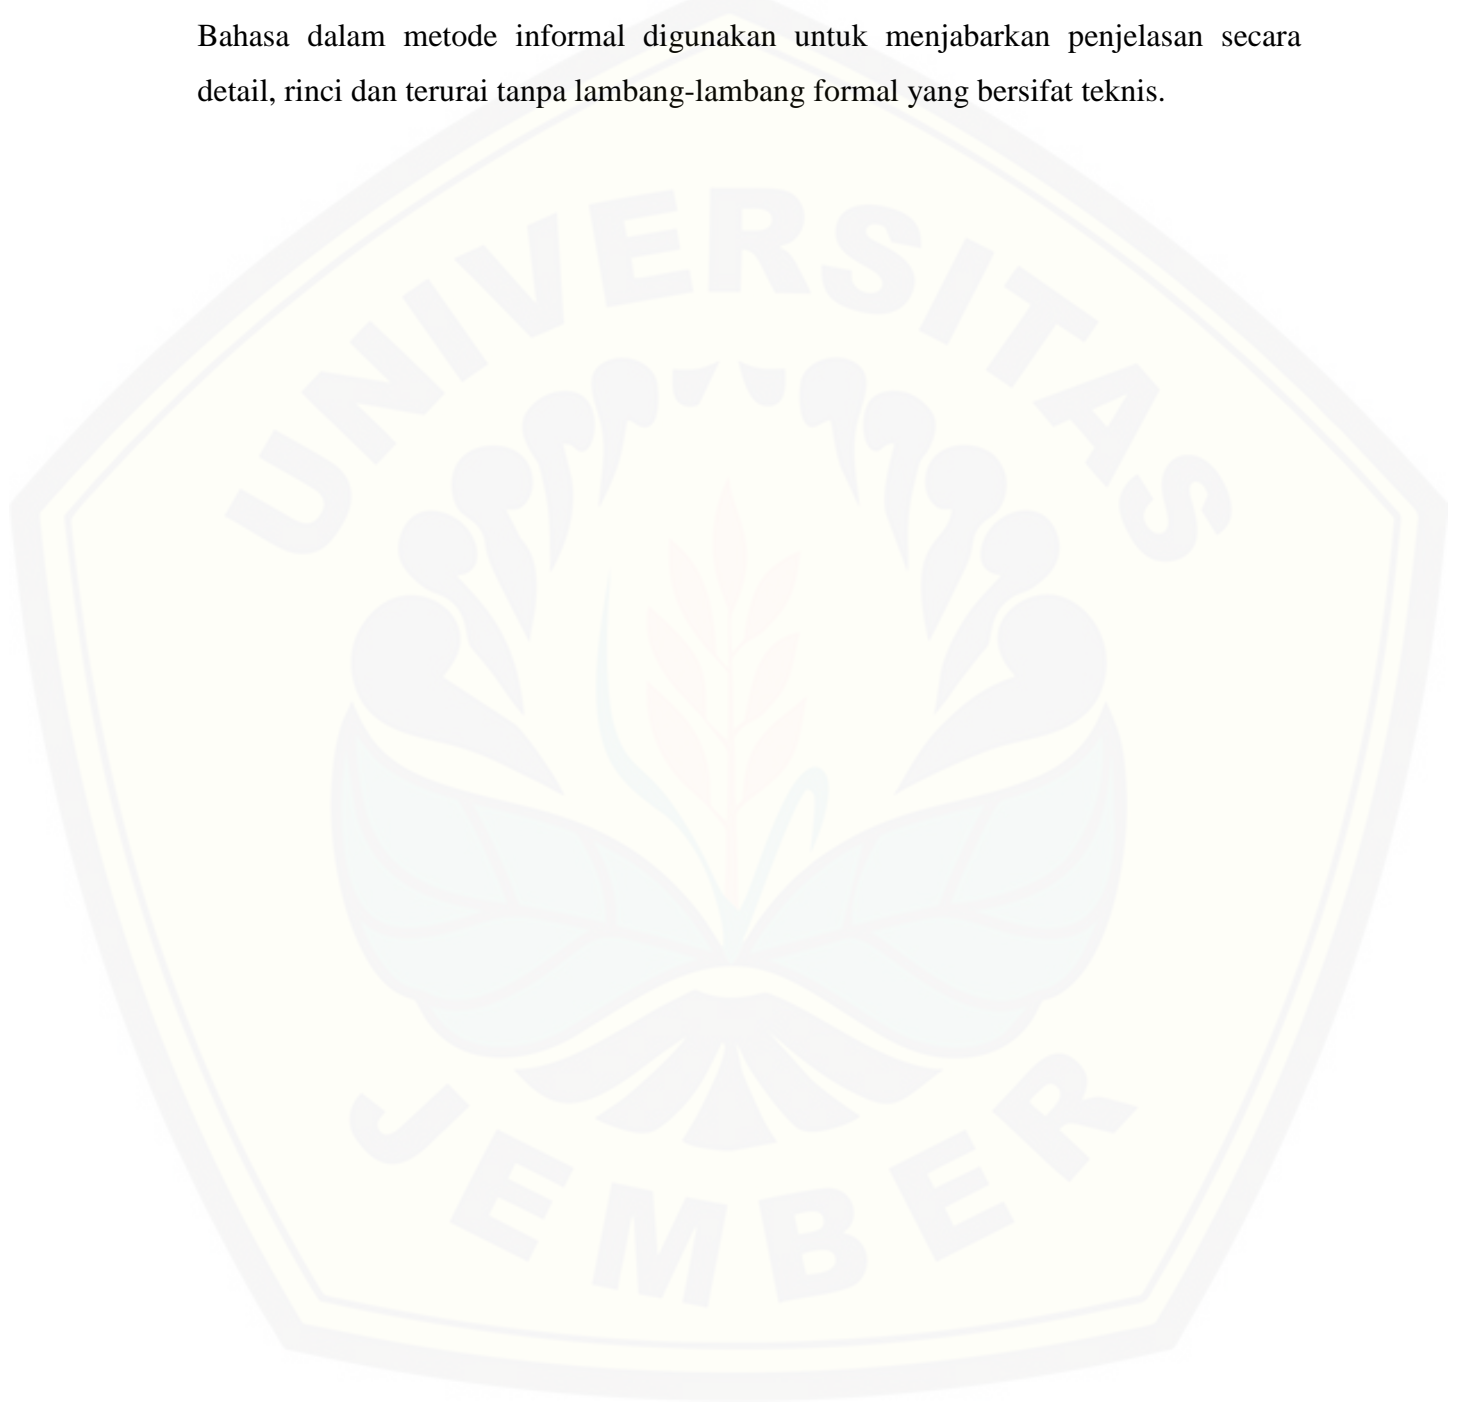 Bahasa dalam metode informal digunakan untuk menjabarkan penjelasan secara
detail, rinci dan terurai tanpa lambang-lambang formal yang bersifat teknis.
UNIVERSITAS
JEMBER